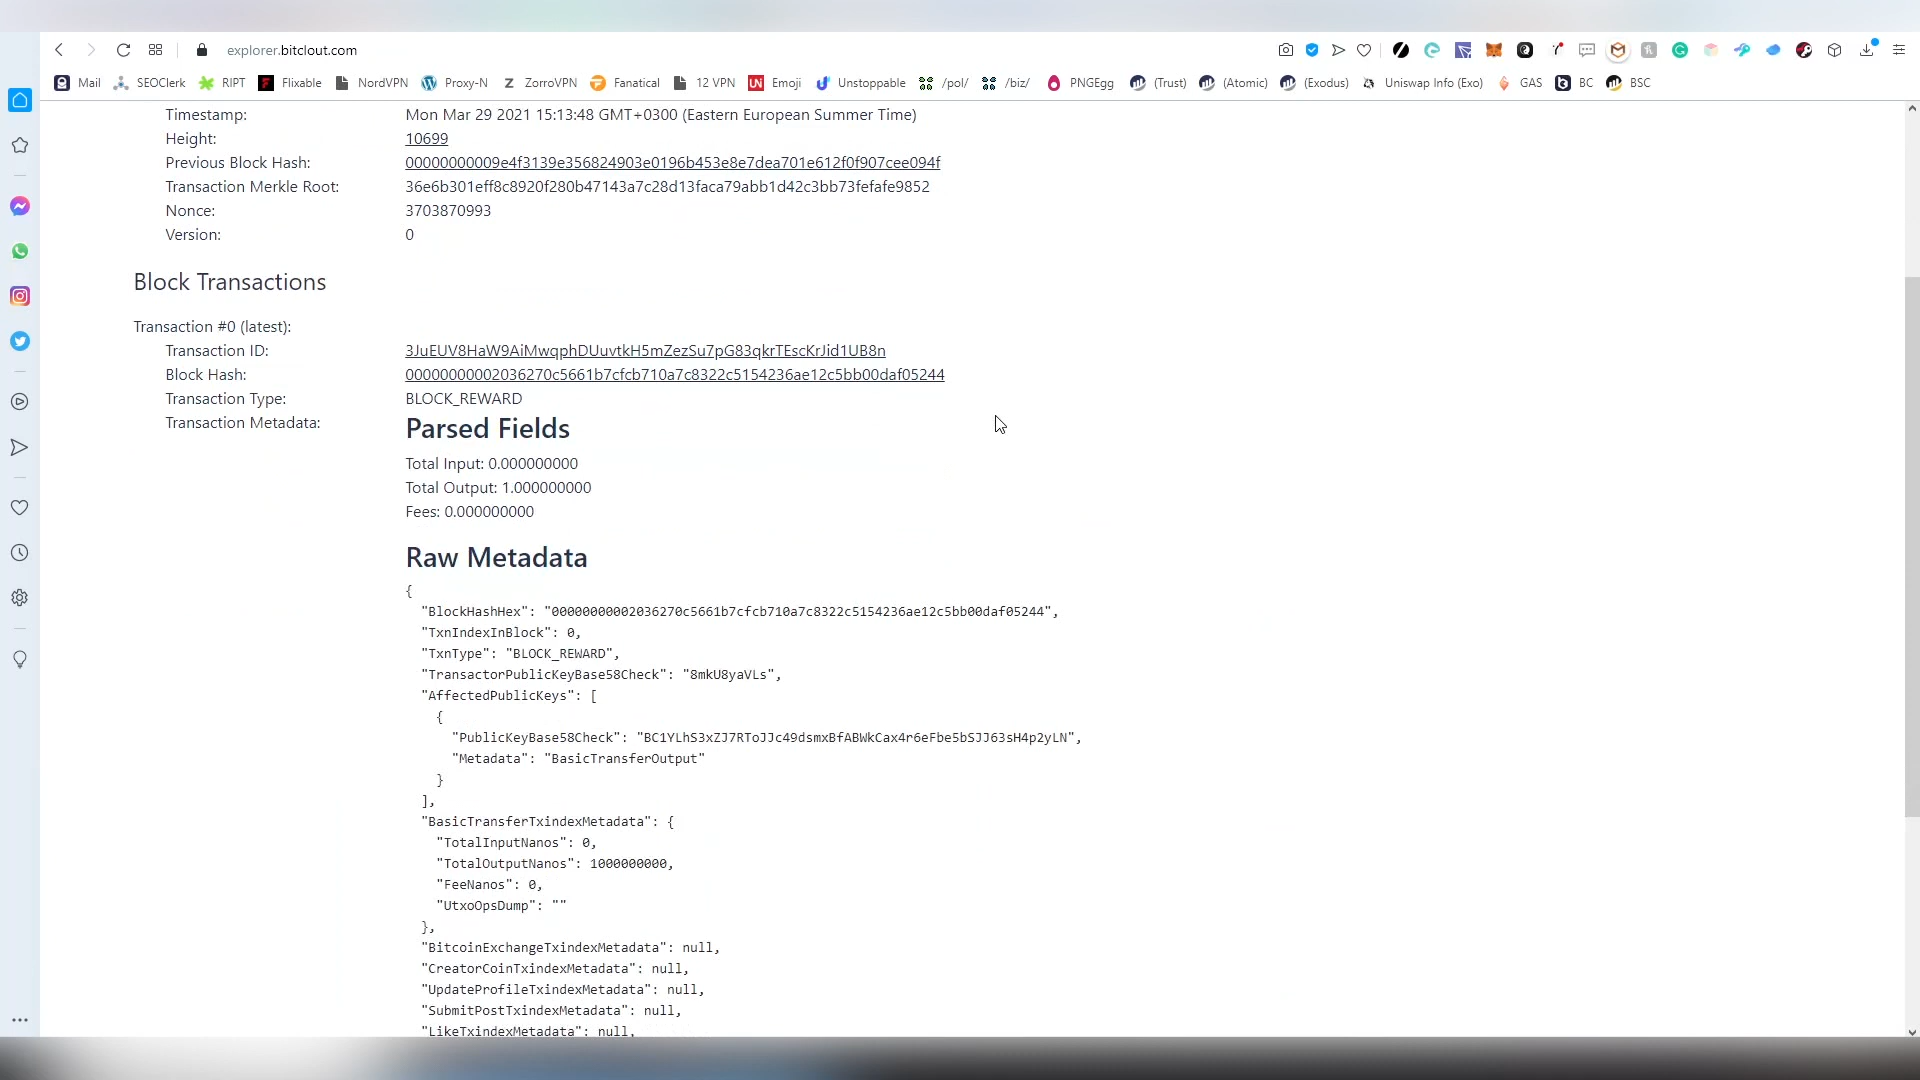 explorer.bitclout.com
Mail SEOClerk RIPT Flixable NordVPN Proxy-N ZorroVPN Fanatical 12 VPN Emoji Unstoppable /pol/ /biz/ PNGEgg (Trust) (Atomic) (Exodus) Uniswap Info (Exo) GAS BC BSC
Timestamp: Mon Mar 29 2021 15:13:48 GMT+0300 (Eastern European Summer Time)
Height: 10699
Previous Block Hash: 00000000009e4f3139e356824903e0196b453e8e7dea701e612f0f907cee094f
Transaction Merkle Root: 36e6b301eff8c8920f280b47143a7c28d13faca79abb1d42c3bb73fefafe9852
Nonce: 3703870993
Version: 0
Block Transactions
Transaction #0 (latest):
Transaction ID: 3JuEUV8HaW9AiMwqphDUuvtkH5mZezSu7pG83qkrTEscKrJid1UB8n
Block Hash: 00000000002036270c5661b7cfcb710a7c8322c5154236ae12c5bb00daf05244
Transaction Type: BLOCK_REWARD
Transaction Metadata:
Parsed Fields
Total Input: 0.000000000
Total Output: 1.000000000
Fees: 0.000000000
Raw Metadata
{
"BlockHashHex": "00000000002036270c5661b7cfcb710a7c8322c5154236ae12c5bb00daf05244",
"TxnIndexInBlock": 0,
"TxnType": "BLOCK_REWARD",
"TransactorPublicKeyBase58Check": "8mkU8yaVLs",
"AffectedPublicKeys": [
{
"PublicKeyBase58Check": "BC1YLhS3xZJ7RToJJc49dsmxBfABWkCax4r6eFbe5bSJJ63sH4p2yLN",
"Metadata": "BasicTransferOutput"
}
],
"BasicTransferTxindexMetadata": {
"TotalInputNanos": 0,
"TotalOutputNanos": 1000000000,
"FeeNanos": 0,
"UtxoOpsDump": ""
},
"BitcoinExchangeTxindexMetadata": null,
"CreatorCoinTxindexMetadata": null,
"UpdateProfileTxindexMetadata": null,
"SubmitPostTxindexMetadata": null,
"LikeTxindexMetadata": null,